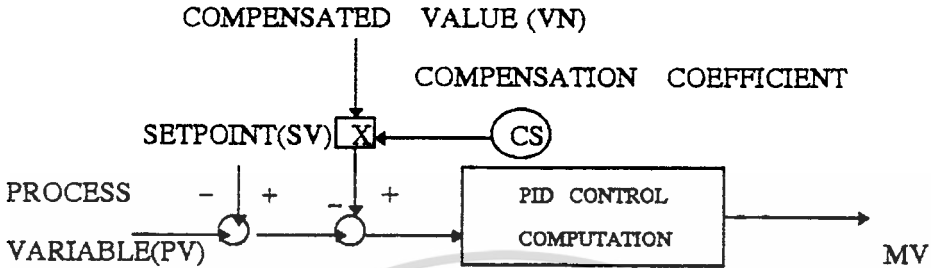 COMPENSATED VALUE (VN)
COMPENSATION COEFFICIENT
SETPOINT(SV) X CS
PROCESS - + - +
VARIABLE(PV)
PID CONTROL
COMPUTATION
MV